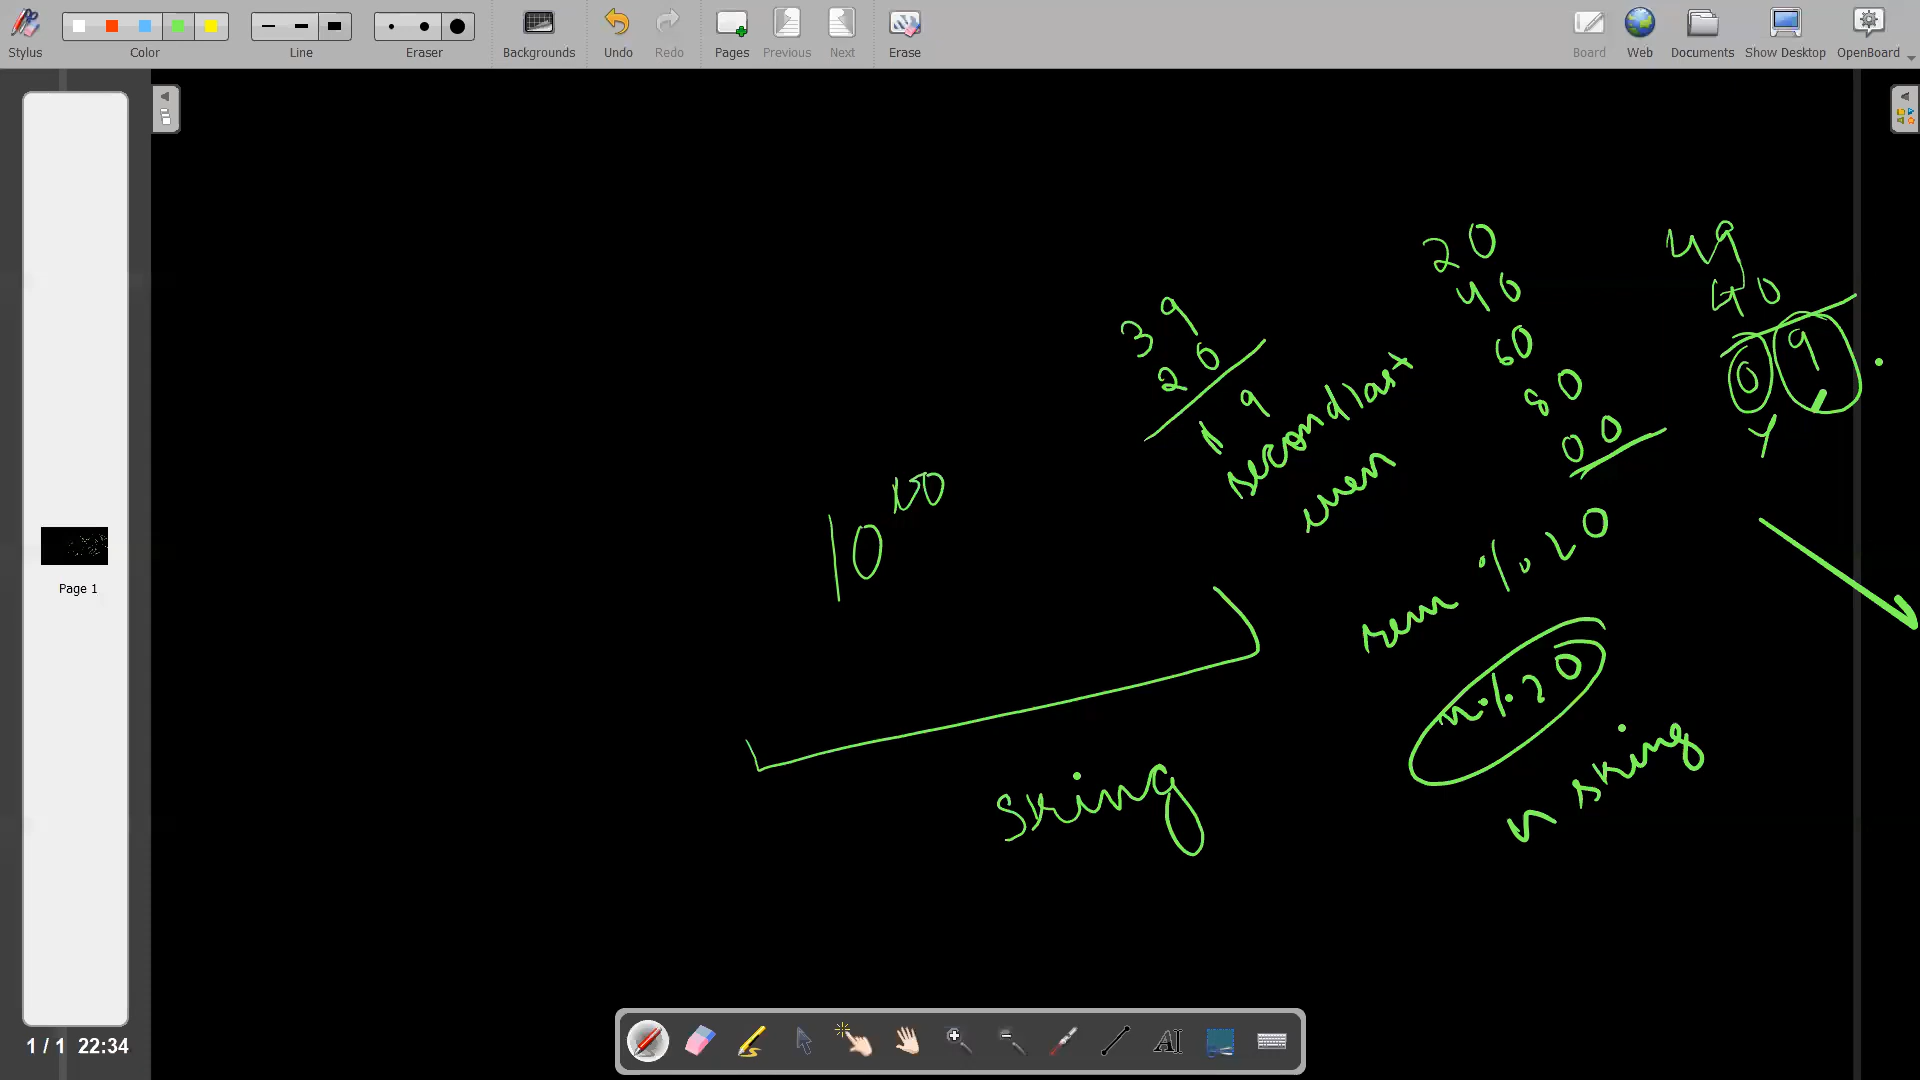 Stylus
Color
Line
Eraser
Backgrounds
Undo
Redo
Pages
Previous
Next
Erase
Board
Web
Documents
Show Desktop
OpenBoard
Page 1
1 / 1 22:34
39
20
19
second last
even
20
40
60
80
00
49
40
09
y
10^100
rem % 20
n % 20
string
n string